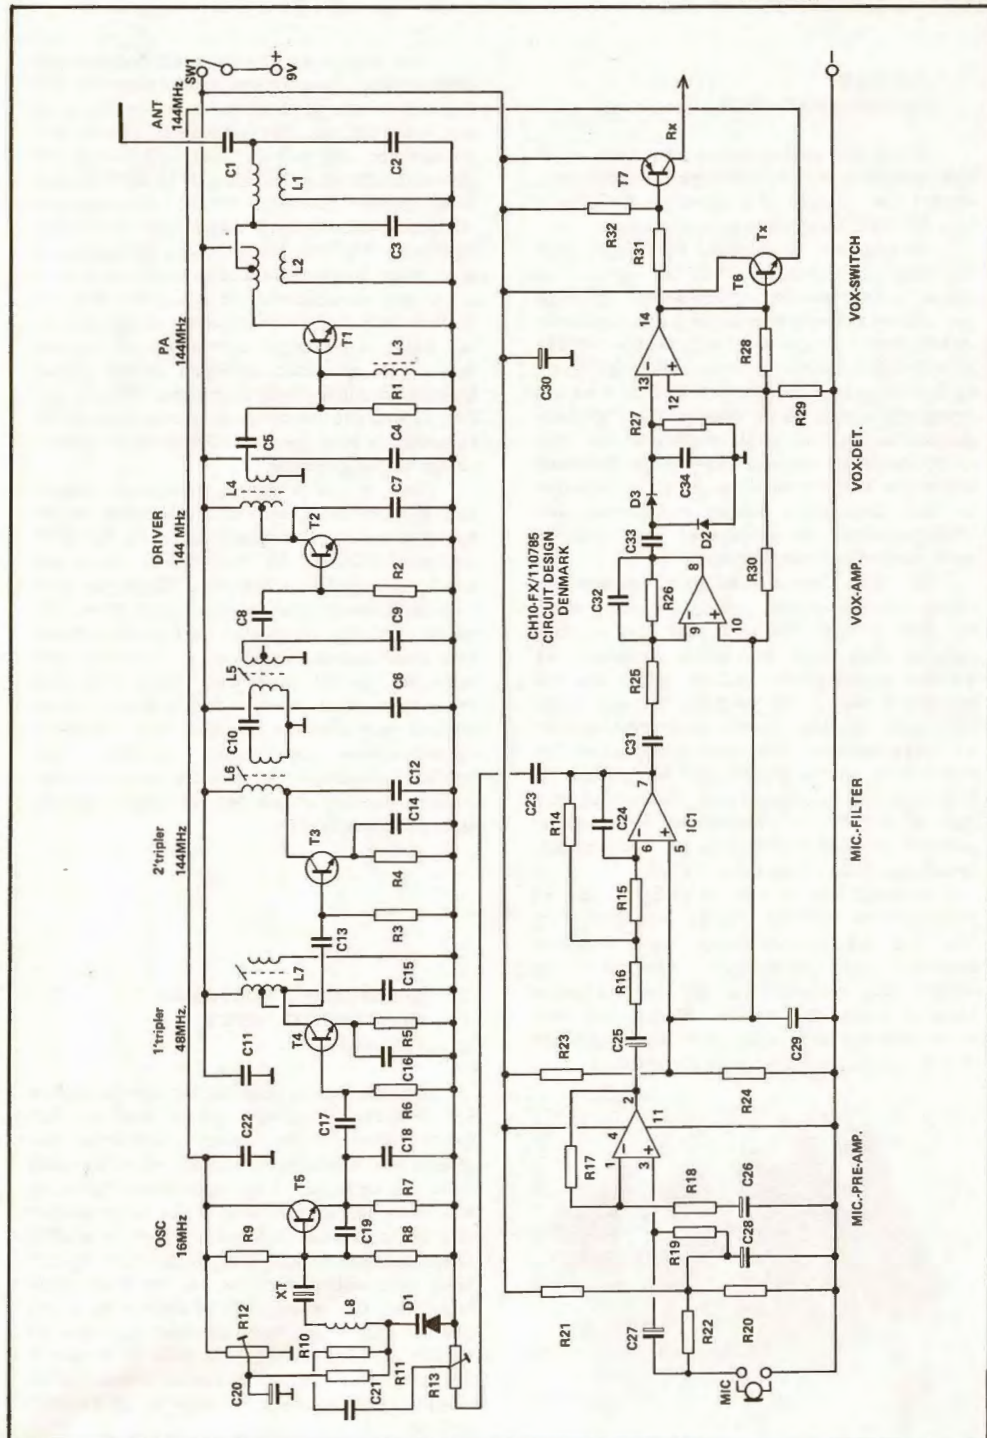 SW1
+
9V
ANT
144MHz
C1
C2
L1
C3
L2
PA
144MHz
T1
L3
R1
C5
C4
L4
C7
DRIVER
144 MHz
T2
R2
C8
C9
L5
C6
C10
L6
C12
C14
2'tripler
144MHz
T3
R4
R3
C13
L7
C15
1'tripler
48MHz.
T4
R5
C16
C11
R6
C17
C22
C18
T5
R7
OSC
16MHz
C19
R9
R8
XT
L8
D1
R12
R10
R11
C20
C21
R13
Rx
T7
R32
R31
Tx
T6
14
13
12
R28
C30
R29
VOX-SWITCH
R27
C34
D3
D2
C33
VOX-DET.
CH10-FX/110785
CIRCUIT DESIGN
DENMARK
C32
R26
8
9
10
R30
VOX-AMP.
R25
C31
C23
R14
C24
7
IC1
6
5
R15
R16
MIC.-FILTER
C25
R23
C29
R24
2
4
11
1
3
R17
R18
C26
R19
C28
MIC.-PRE-AMP.
R21
C27
R22
R20
MIC
−
+
−
+
−
+
−
+
−